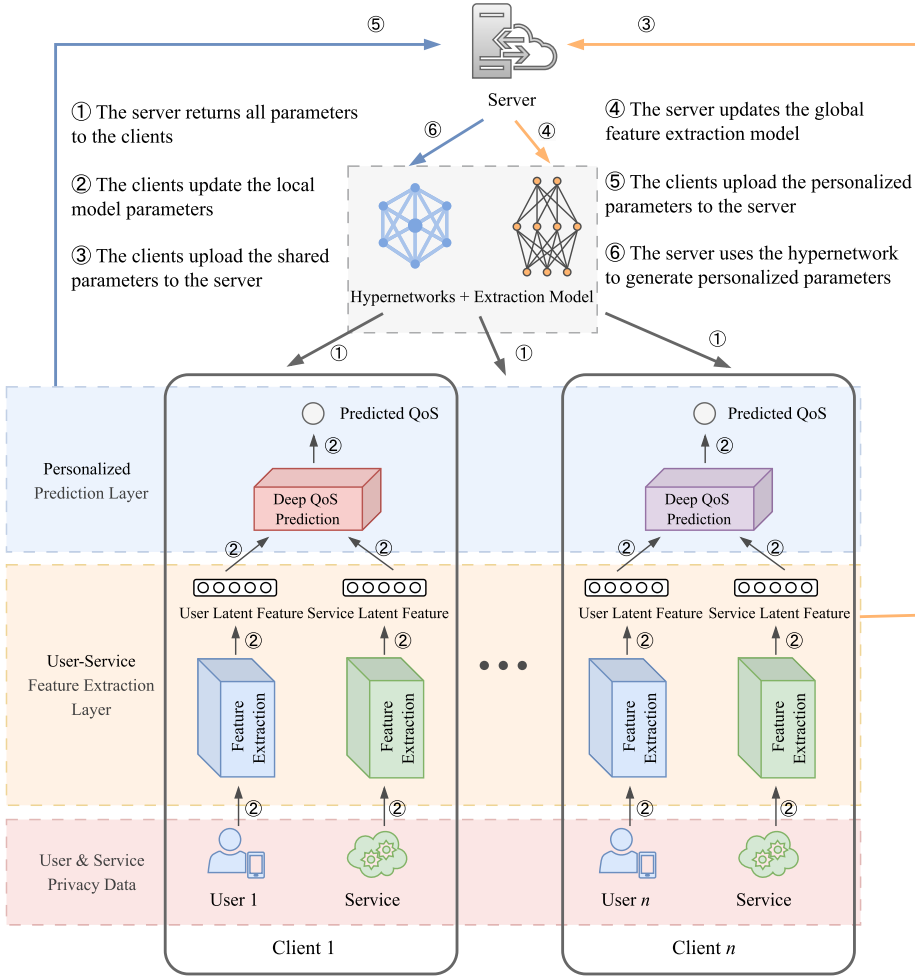 ⑤
③
Server
① The server returns all parameters
to the clients
② The clients update the local
model parameters
③ The clients upload the shared
parameters to the server
④ The server updates the global
feature extraction model
⑤ The clients upload the personalized
parameters to the server
⑥ The server uses the hypernetwork
to generate personalized parameters
⑥
④
Hypernetworks + Extraction Model
①
①
①
Personalized
Prediction Layer
Predicted QoS
②
Deep QoS
Prediction
②
②
Predicted QoS
②
Deep QoS
Prediction
②
②
User-Service
Feature Extraction
Layer
User Latent Feature
Service Latent Feature
②
②
Feature
Extraction
Feature
Extraction
②
②
User Latent Feature
Service Latent Feature
②
②
Feature
Extraction
Feature
Extraction
②
②
User & Service
Privacy Data
User 1
Service
User n
Service
Client 1
Client n